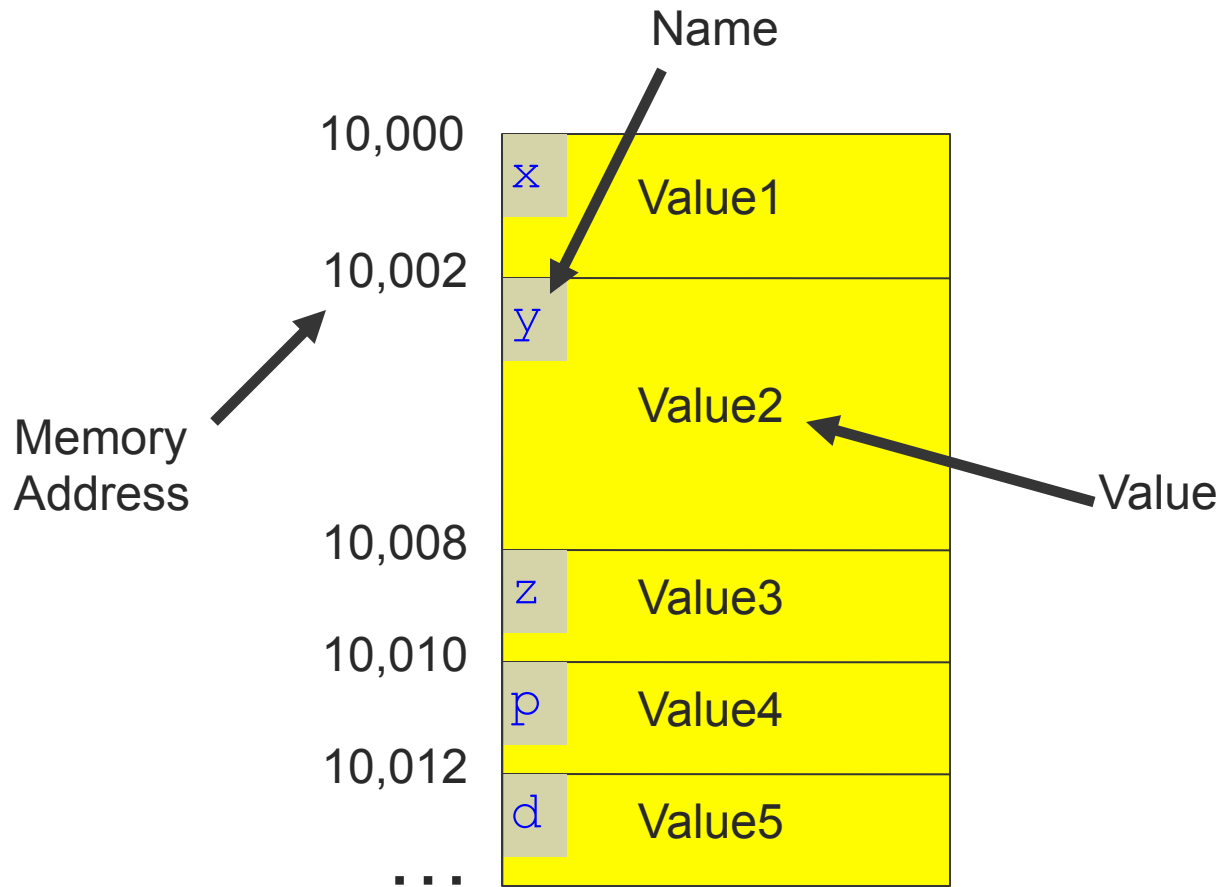 Name
10,000
x
Value1
10,002
y
Value2
Memory
Address
Value
10,008
z
Value3
10,010
p
Value4
10,012
d
Value5
...